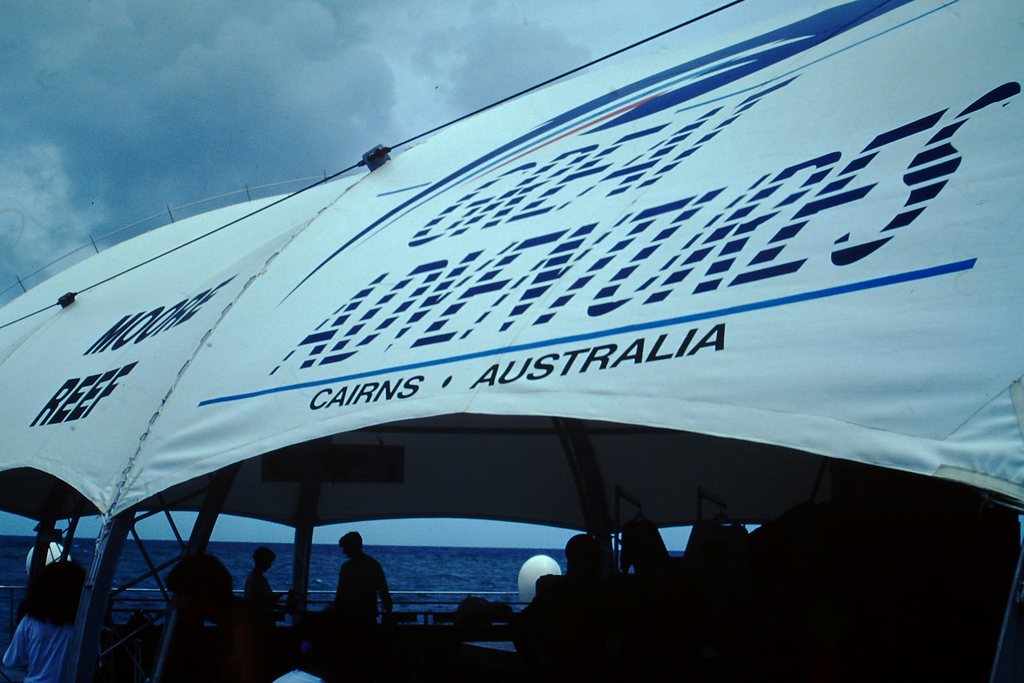 MOORE
REEF
GREAT
ADVENTURES
CAIRNS • AUSTRALIA